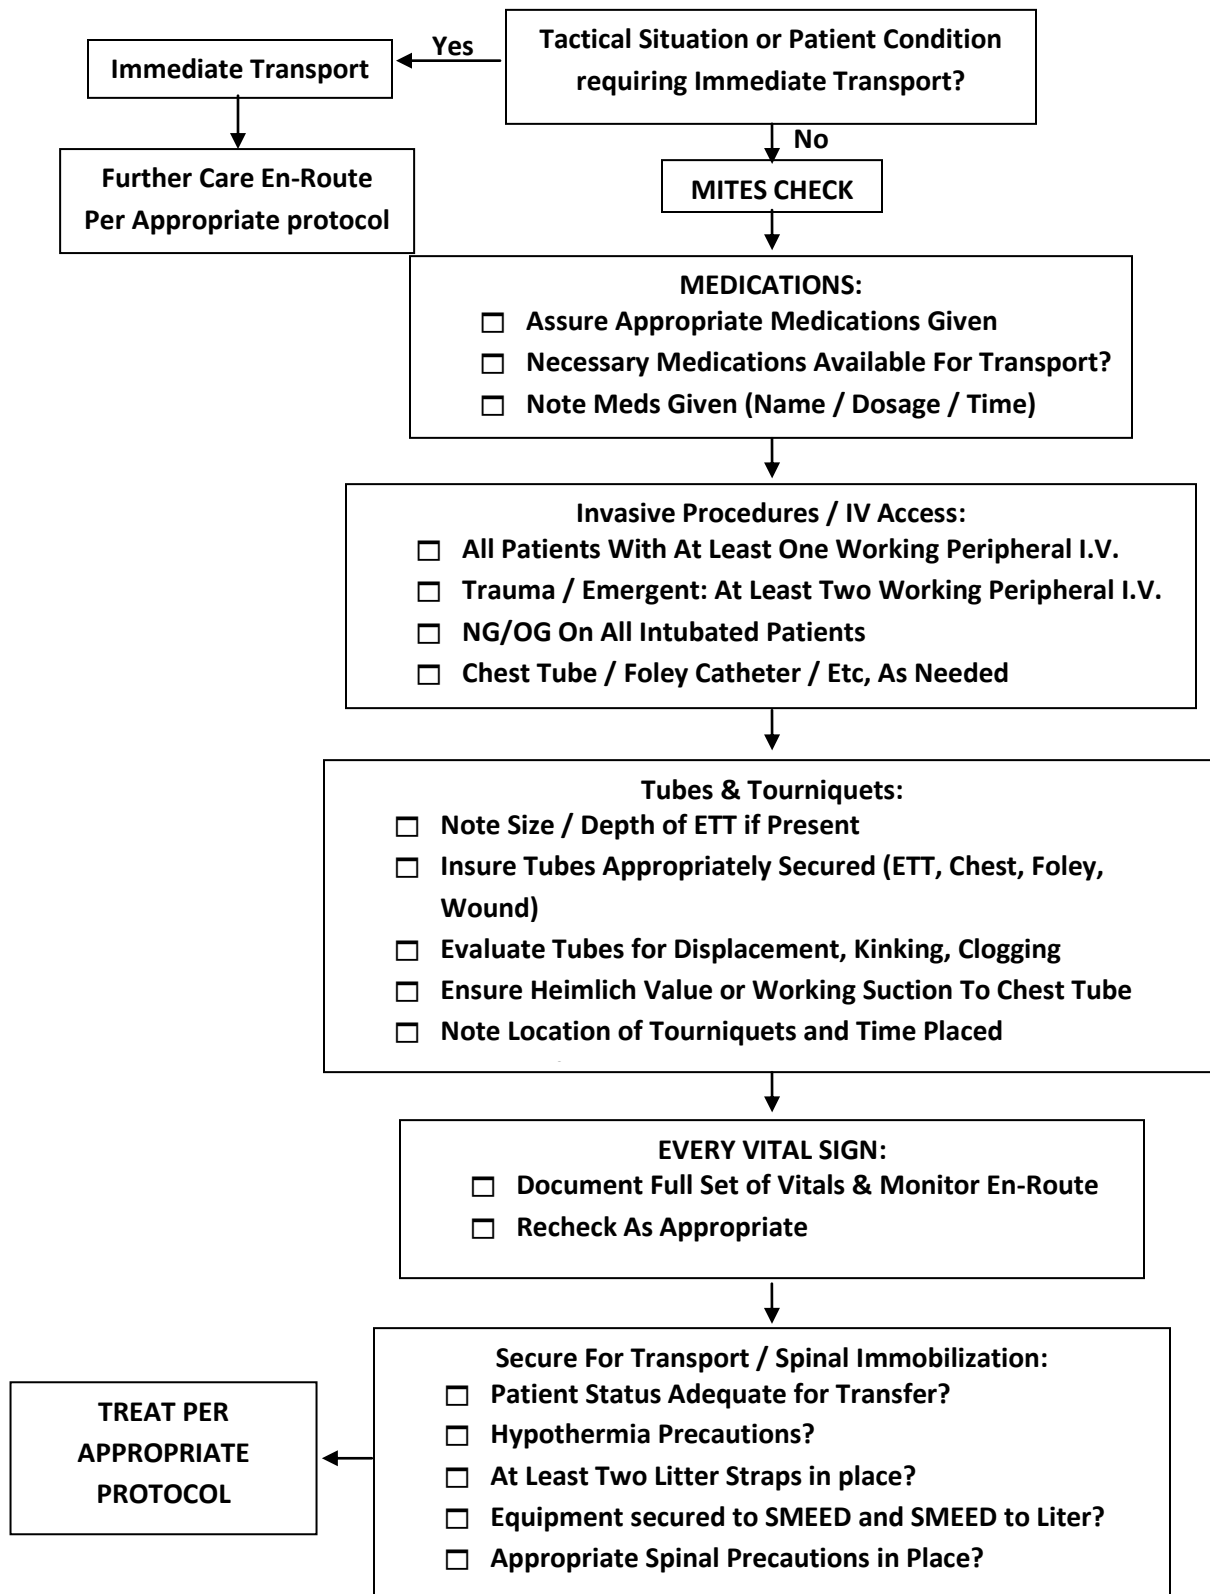 Tactical Situation or Patient Condition
requiring Immediate Transport?
Yes
Immediate Transport
Further Care En-Route
Per Appropriate protocol
No
MITES CHECK
MEDICATIONS:
Assure Appropriate Medications Given
Necessary Medications Available For Transport?
Note Meds Given (Name / Dosage / Time)
Invasive Procedures / IV Access:
All Patients With At Least One Working Peripheral I.V.
Trauma / Emergent: At Least Two Working Peripheral I.V.
NG/OG On All Intubated Patients
Chest Tube / Foley Catheter / Etc, As Needed
Tubes & Tourniquets:
Note Size / Depth of ETT if Present
Insure Tubes Appropriately Secured (ETT, Chest, Foley,
Wound)
Evaluate Tubes for Displacement, Kinking, Clogging
Ensure Heimlich Value or Working Suction To Chest Tube
Note Location of Tourniquets and Time Placed
EVERY VITAL SIGN:
Document Full Set of Vitals & Monitor En-Route
Recheck As Appropriate
Secure For Transport / Spinal Immobilization:
Patient Status Adequate for Transfer?
Hypothermia Precautions?
At Least Two Litter Straps in place?
Equipment secured to SMEED and SMEED to Liter?
Appropriate Spinal Precautions in Place?
TREAT PER
APPROPRIATE
PROTOCOL